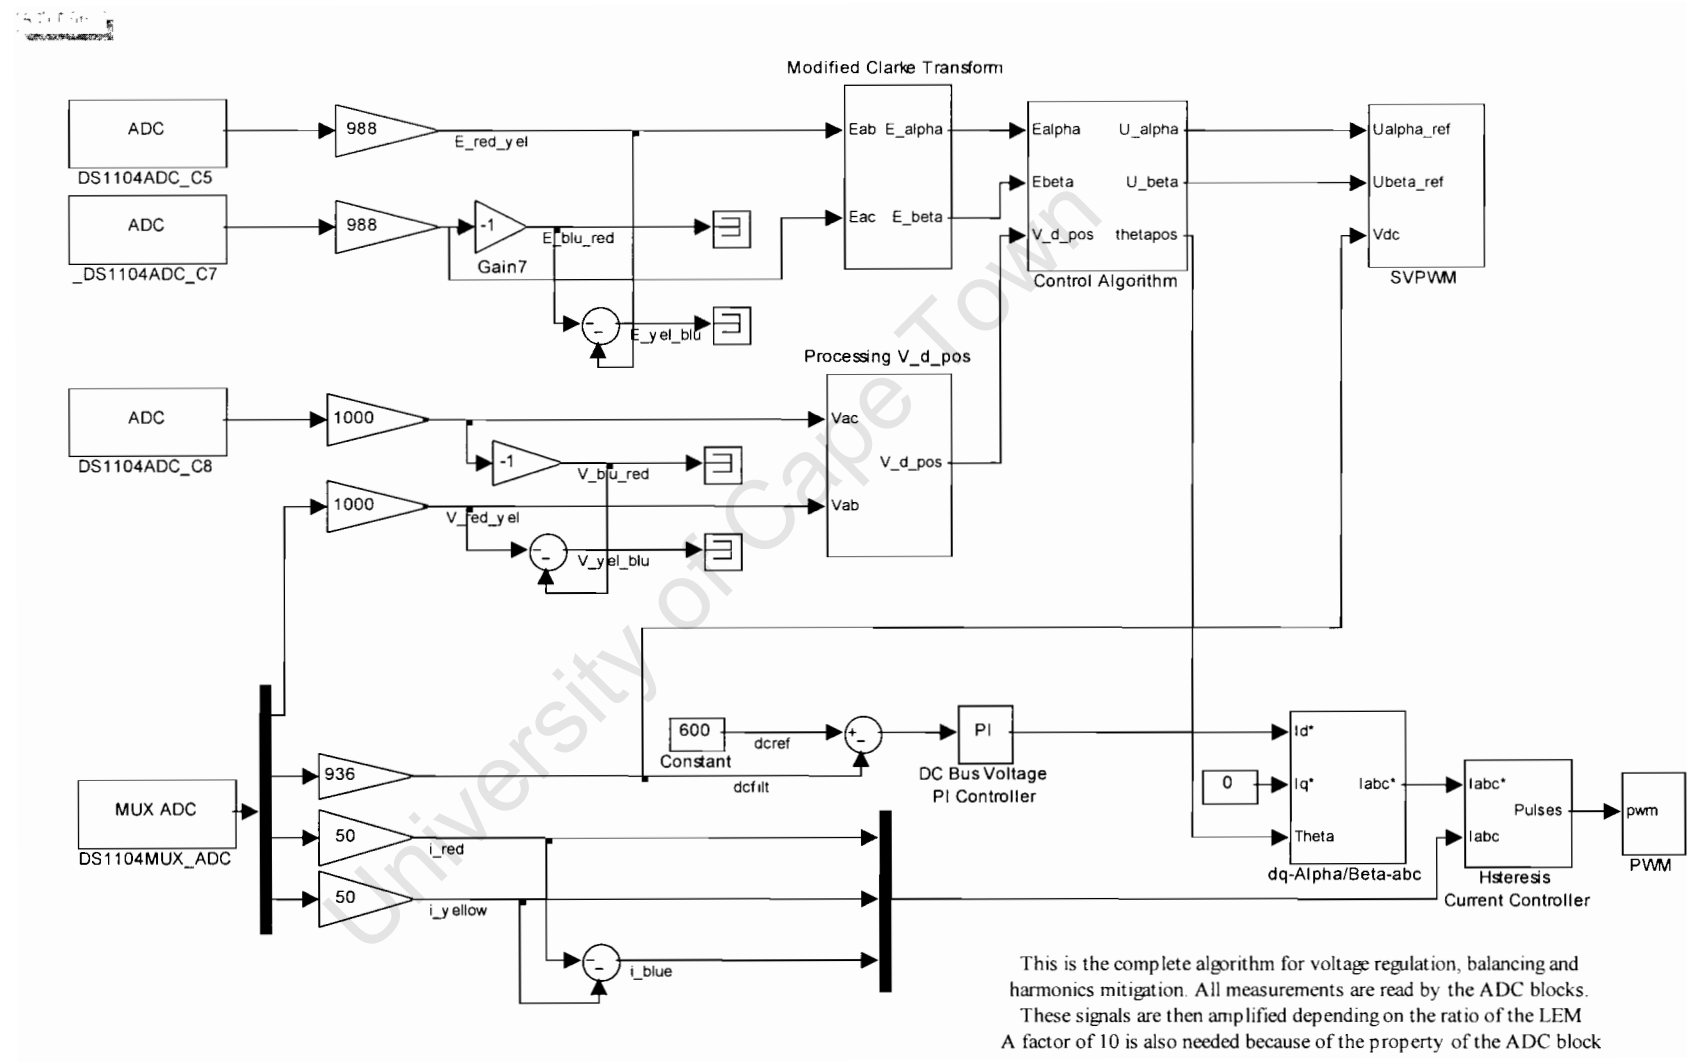 Modified Clarke Transform
ADC
988
E_red_yel
Eab
E_alpha
Ealpha
U_alpha
Ualpha_ref
DS1104ADC_C5
Ebeta
U_beta
Ubeta_ref
ADC
988
-1
E_blu_red
Eac
E_beta
V_d_pos
thetapos
Vdc
_DS1104ADC_C7
Gain7
Control Algorithm
SVPWM
E_yel_blu
Processing V_d_pos
ADC
1000
Vac
DS1104ADC_C8
-1
V_blu_red
V_d_pos
1000
V_red_yel
Vab
V_yel_blu
University of Cape Town
600
dcref
Constant
PI
DC Bus Voltage
PI Controller
Id*
936
dcfilt
0
Iq*
Iabc*
Iabc*
MUX ADC
DS1104MUX_ADC
Pulses
pwm
50
i_red
Theta
Iabc
dq-Alpha/Beta-abc
PWM
Hsteresis
Current Controller
50
i_yellow
i_blue
This is the complete algorithm for voltage regulation, balancing and
harmonics mitigation. All measurements are read by the ADC blocks.
These signals are then amplified depending on the ratio of the LEM
A factor of 10 is also needed because of the property of the ADC block